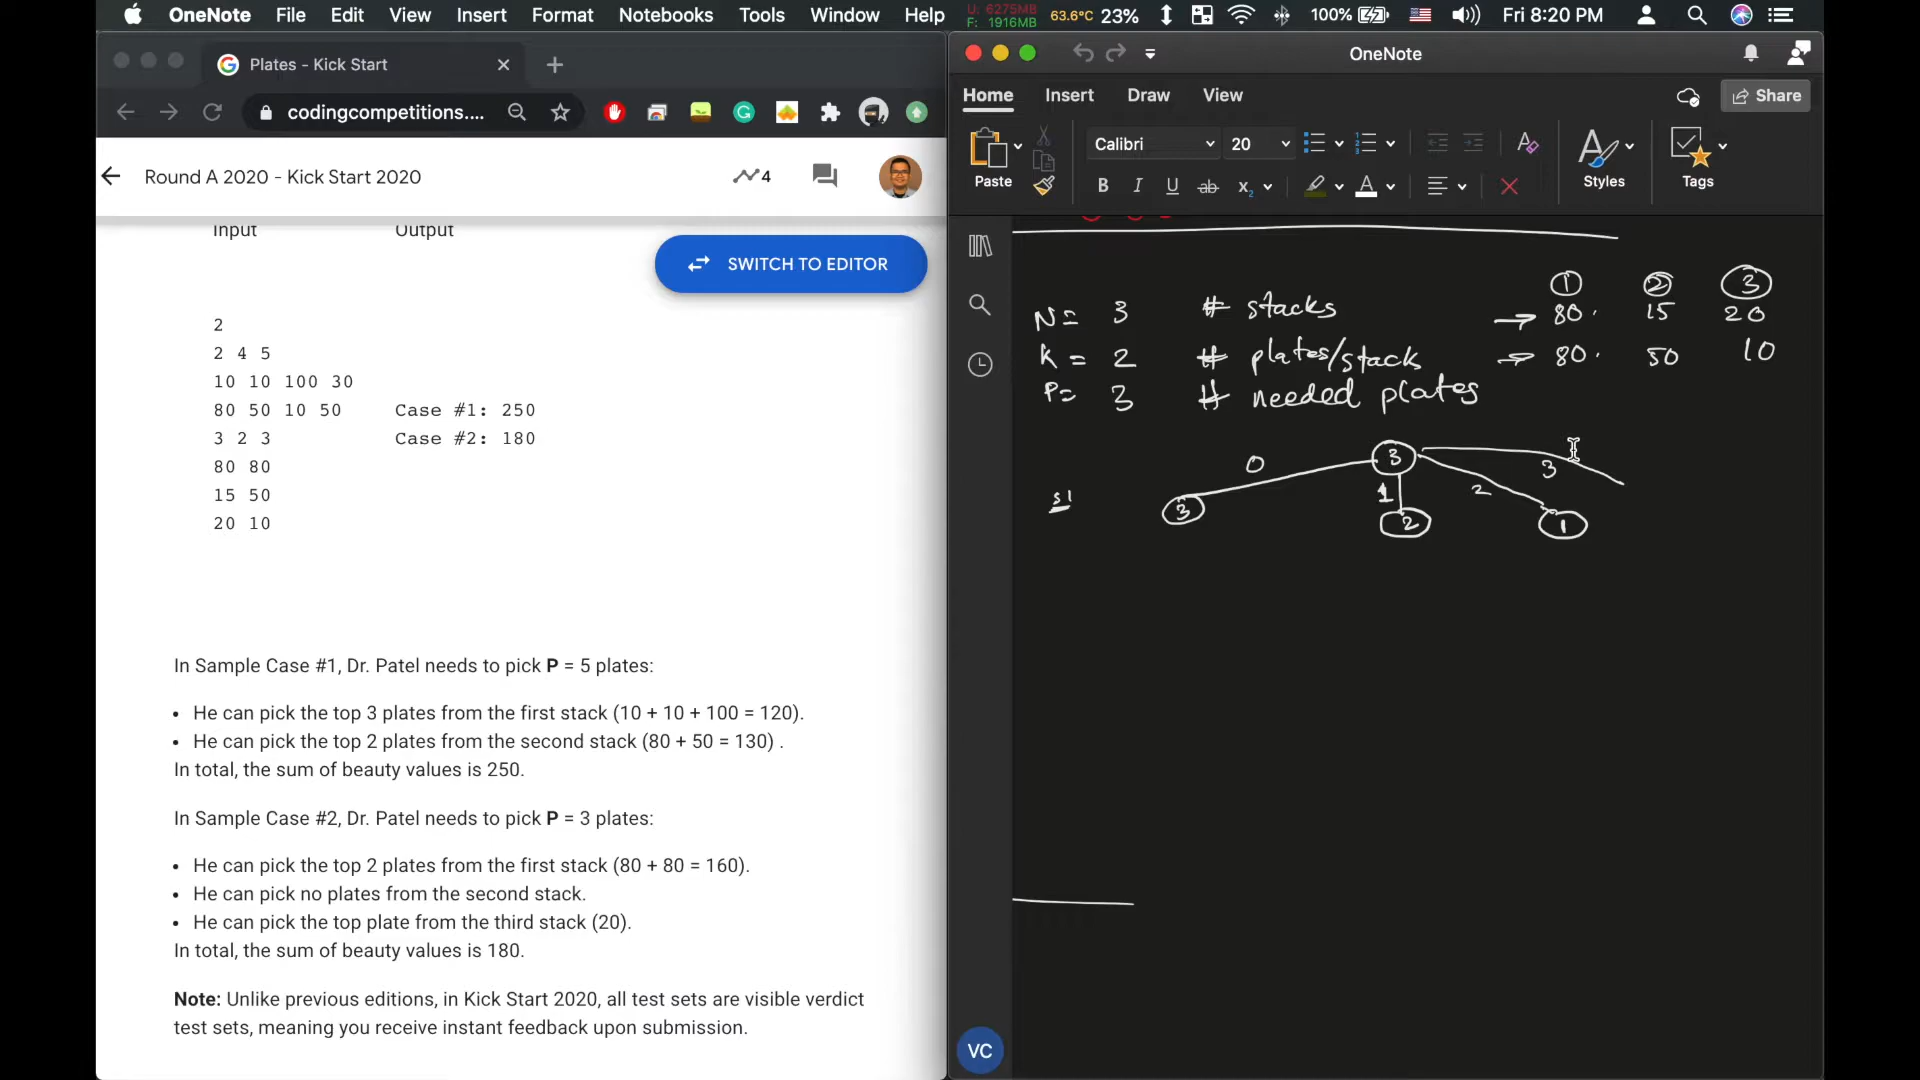 OneNote File Edit View Insert Format Notebooks Tools Window Help U: 6275MB F: 1916MB 63.6°C 23% 100% Fri 8:20 PM
Plates - Kick Start
codingcompetitions....
Round A 2020 - Kick Start 2020 4
Input Output
SWITCH TO EDITOR
2
2 4 5
10 10 100 30
80 50 10 50 Case #1: 250
3 2 3 Case #2: 180
80 80
15 50
20 10
In Sample Case #1, Dr. Patel needs to pick P = 5 plates:
• He can pick the top 3 plates from the first stack (10 + 10 + 100 = 120).
• He can pick the top 2 plates from the second stack (80 + 50 = 130) .
In total, the sum of beauty values is 250.
In Sample Case #2, Dr. Patel needs to pick P = 3 plates:
• He can pick the top 2 plates from the first stack (80 + 80 = 160).
• He can pick no plates from the second stack.
• He can pick the top plate from the third stack (20).
In total, the sum of beauty values is 180.
Note: Unlike previous editions, in Kick Start 2020, all test sets are visible verdict
test sets, meaning you receive instant feedback upon submission.
OneNote
Home Insert Draw View Share
Calibri 20
Paste B I U ab x2 A Styles Tags
1 2 3
N = 3 # stacks → 80. 15 20
K = 2 # plates/stack → 80. 50 10
P = 3 # needed plates
3
0 1 2 3
s1 3 2 1
VC